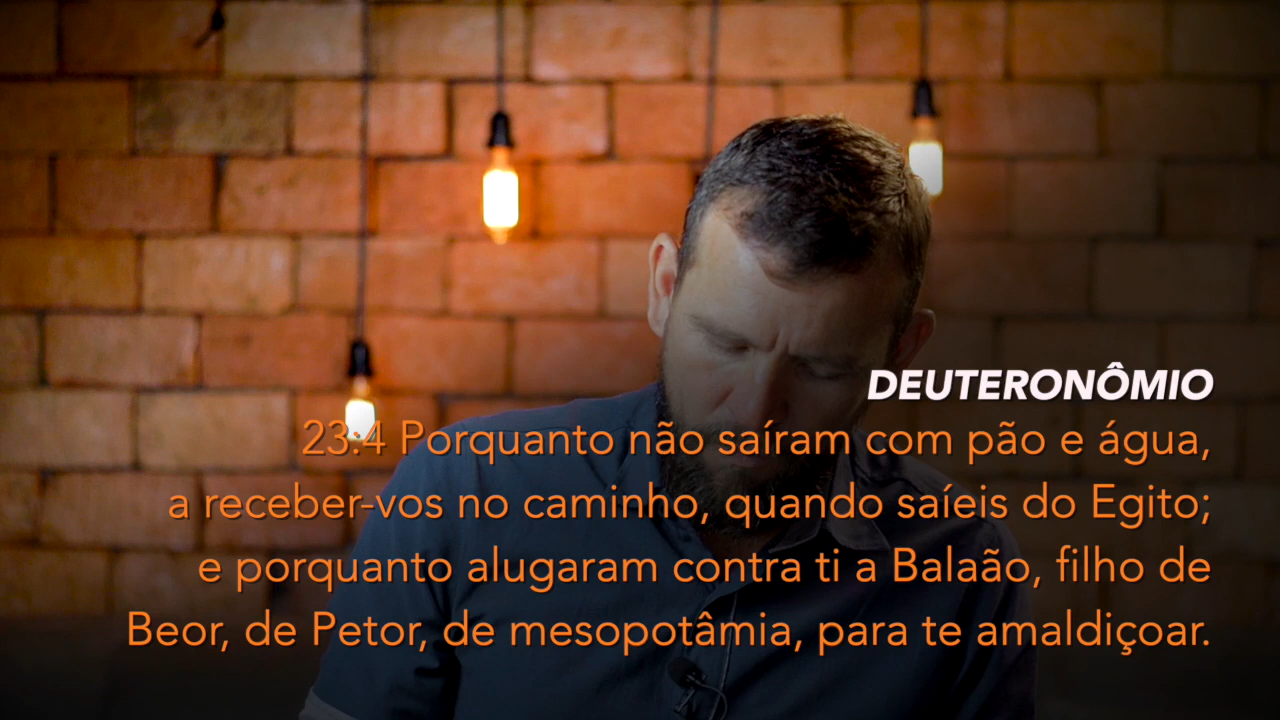 DEUTERONÔMIO
23:4 Porquanto não saíram com pão e água,
a receber-vos no caminho, quando saíeis do Egito;
e porquanto alugaram contra ti a Balaão, filho de
Beor, de Petor, de mesopotâmia, para te amaldiçoar.